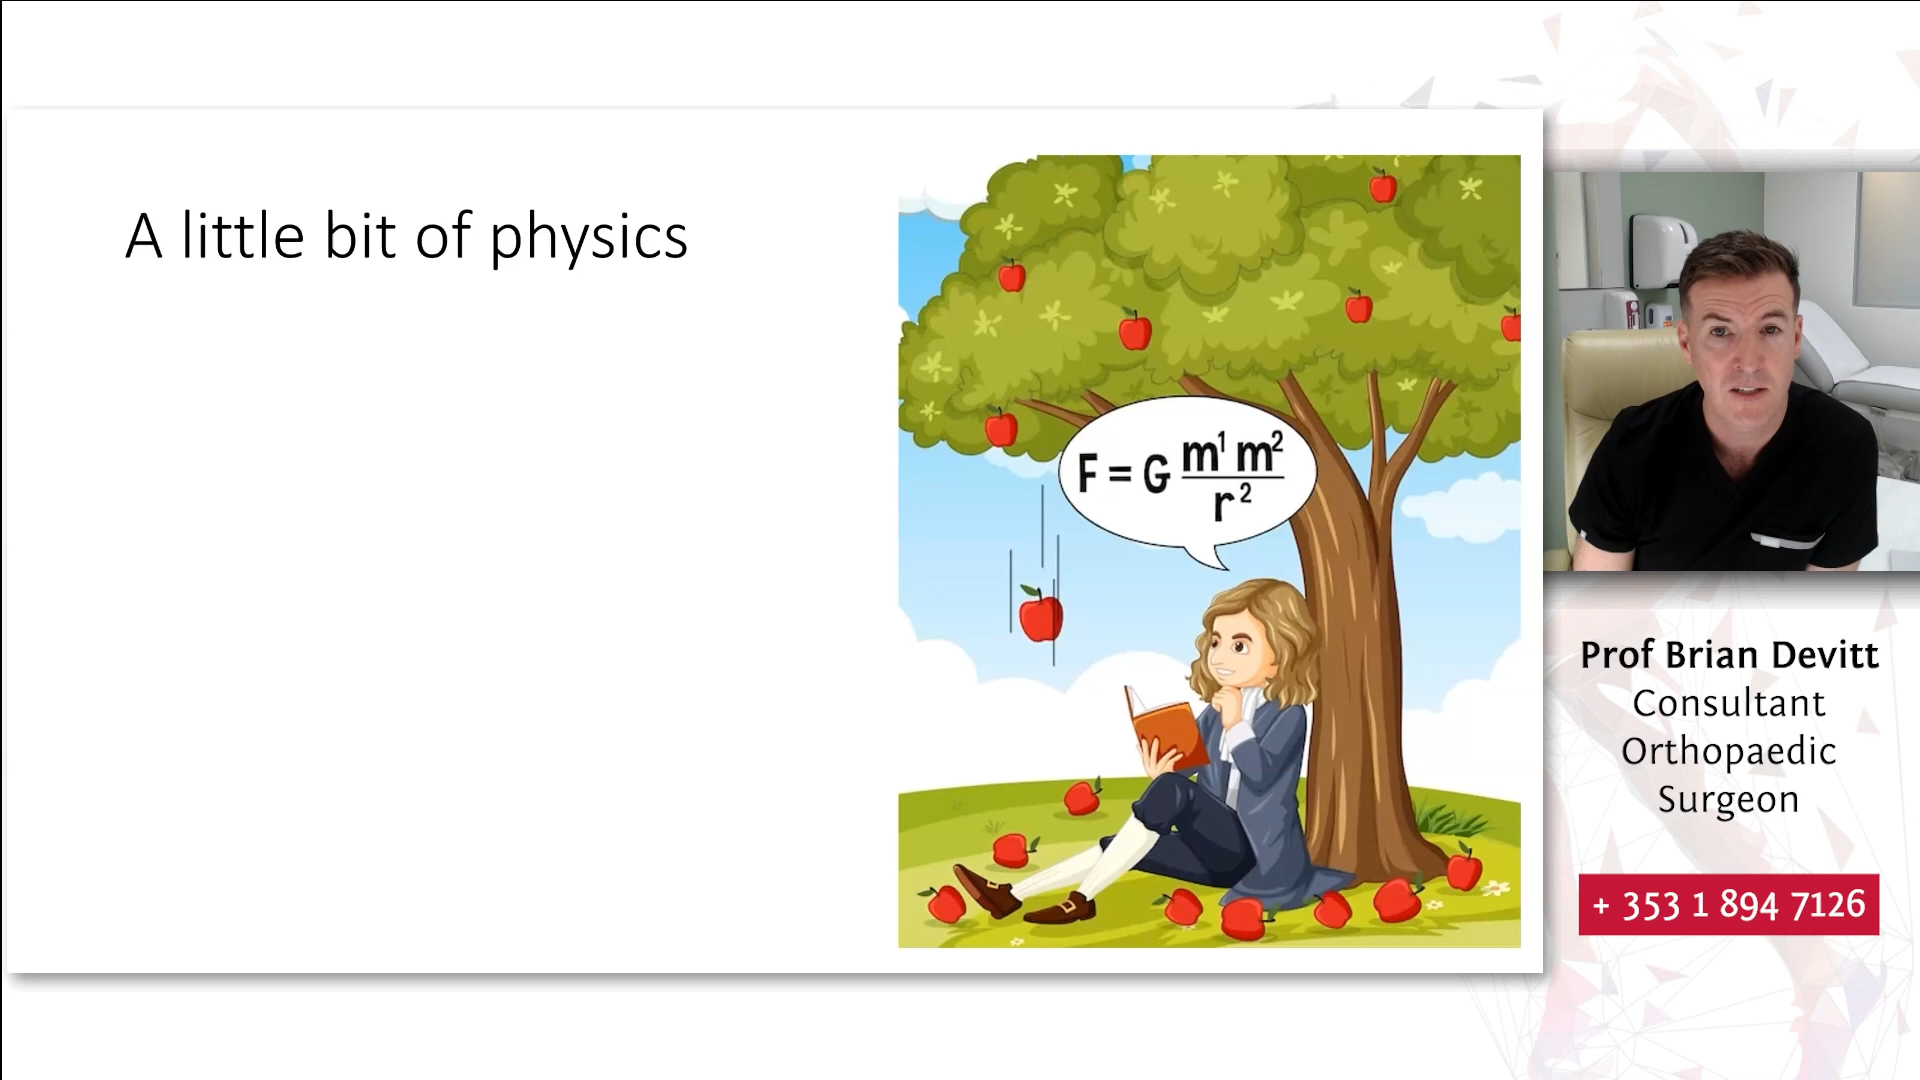 A little bit of physics
F = G m¹ m²
r²
Prof Brian Devitt
Consultant
Orthopaedic
Surgeon
+ 353 1 894 7126